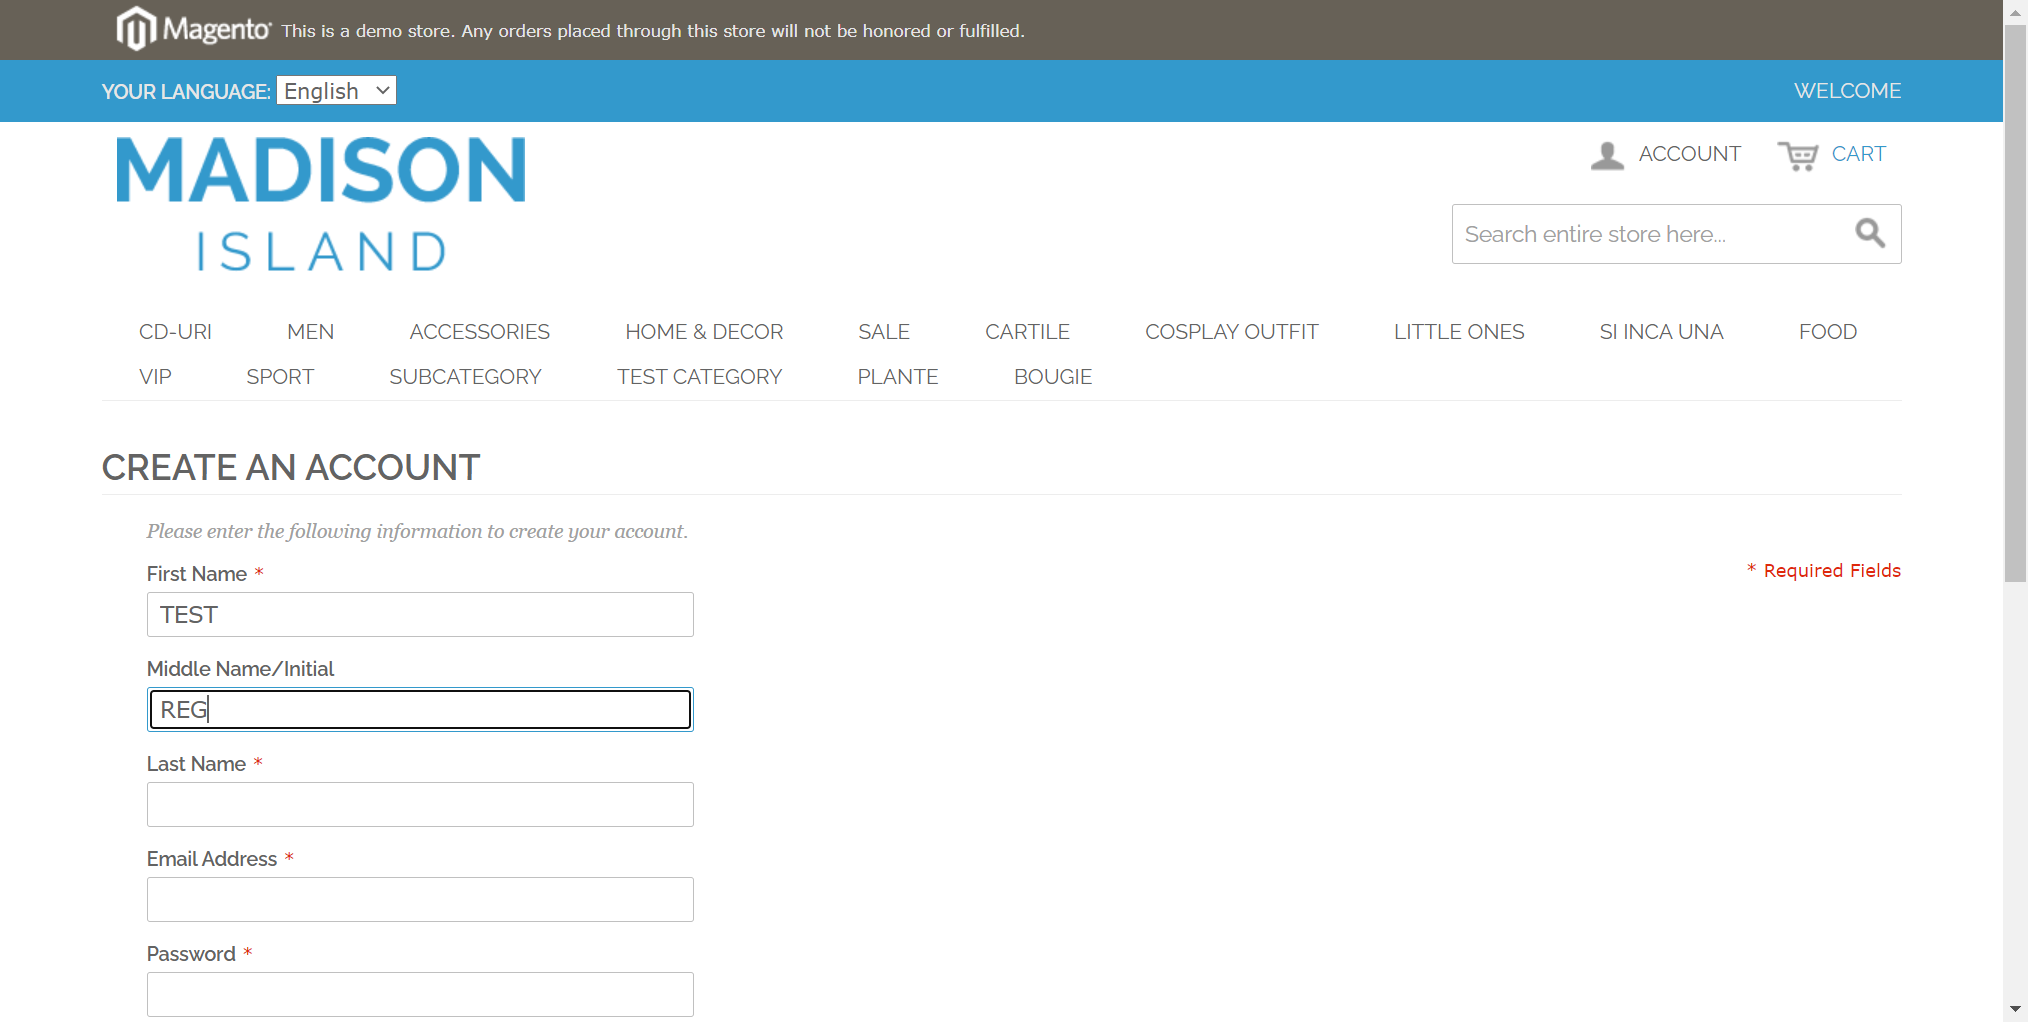 Magento This is a demo store. Any orders placed through this store will not be honored or fulfilled.
YOUR LANGUAGE: English WELCOME
MADISON
ISLAND
ACCOUNT CART
Search entire store here...
CD-URI MEN ACCESSORIES HOME & DECOR SALE CARTILE COSPLAY OUTFIT LITTLE ONES SI INCA UNA FOOD
VIP SPORT SUBCATEGORY TEST CATEGORY PLANTE BOUGIE
CREATE AN ACCOUNT
Please enter the following information to create your account.
First Name *
* Required Fields
TEST
Middle Name/Initial
REG
Last Name *
Email Address *
Password *